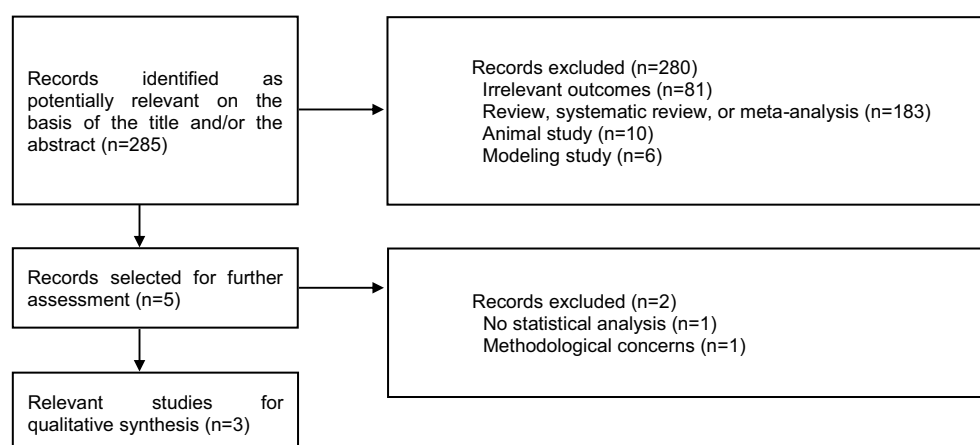 Records identified as
potentially relevant on the
basis of the title and/or the
abstract (n=285)
Records excluded (n=280)
Irrelevant outcomes (n=81)
Review, systematic review, or meta-analysis (n=183)
Animal study (n=10)
Modeling study (n=6)
Records selected for further
assessment (n=5)
Records excluded (n=2)
No statistical analysis (n=1)
Methodological concerns (n=1)
Relevant studies for
qualitative synthesis (n=3)